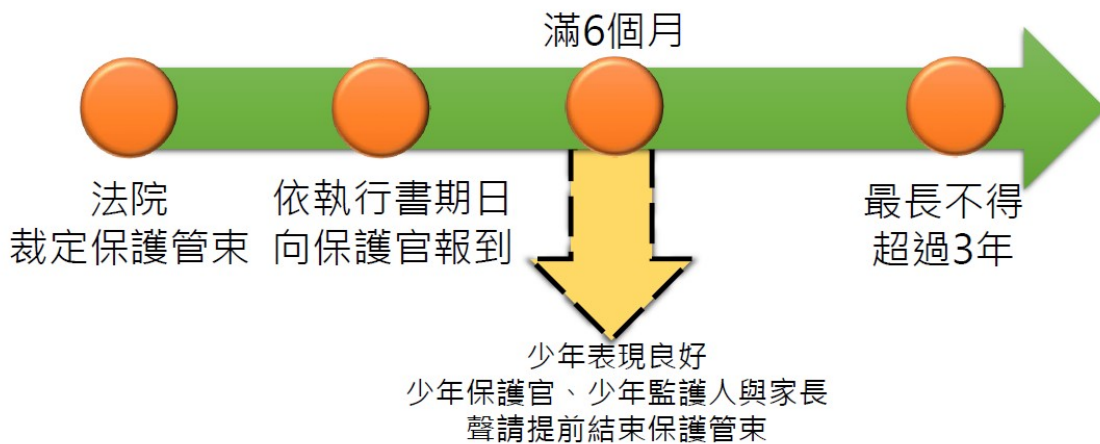 滿6個月
法院
裁定保護管束
依執行書期日
向保護官報到
最長不得
超過3年
少年表現良好
少年保護官、少年監護人與家長
聲請提前結束保護管束